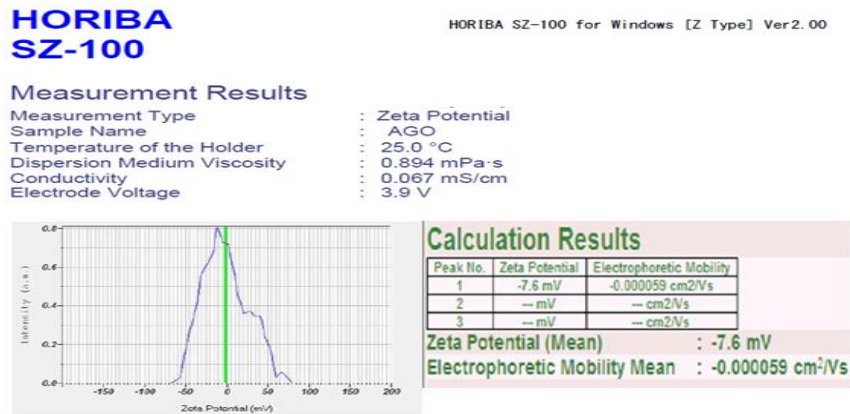 HORIBA
SZ-100
HORIBA SZ-100 for Windows [Z Type] Ver2.00
Measurement Results
Measurement Type : Zeta Potential
Sample Name : AGO
Temperature of the Holder : 25.0 °C
Dispersion Medium Viscosity : 0.894 mPa·s
Conductivity : 0.067 mS/cm
Electrode Voltage : 3.9 V
0.8
0.6
0.4
0.2
0.0
Intensity (a.u.)
-150 -100 -50 0 50 100 150 200
Zeta Potential (mV)
Calculation Results
Peak No. Zeta Potential Electrophoretic Mobility
1 -7.6 mV -0.000059 cm2/Vs
2 --- mV --- cm2/Vs
3 --- mV --- cm2/Vs
Zeta Potential (Mean) : -7.6 mV
Electrophoretic Mobility Mean : -0.000059 cm²/Vs